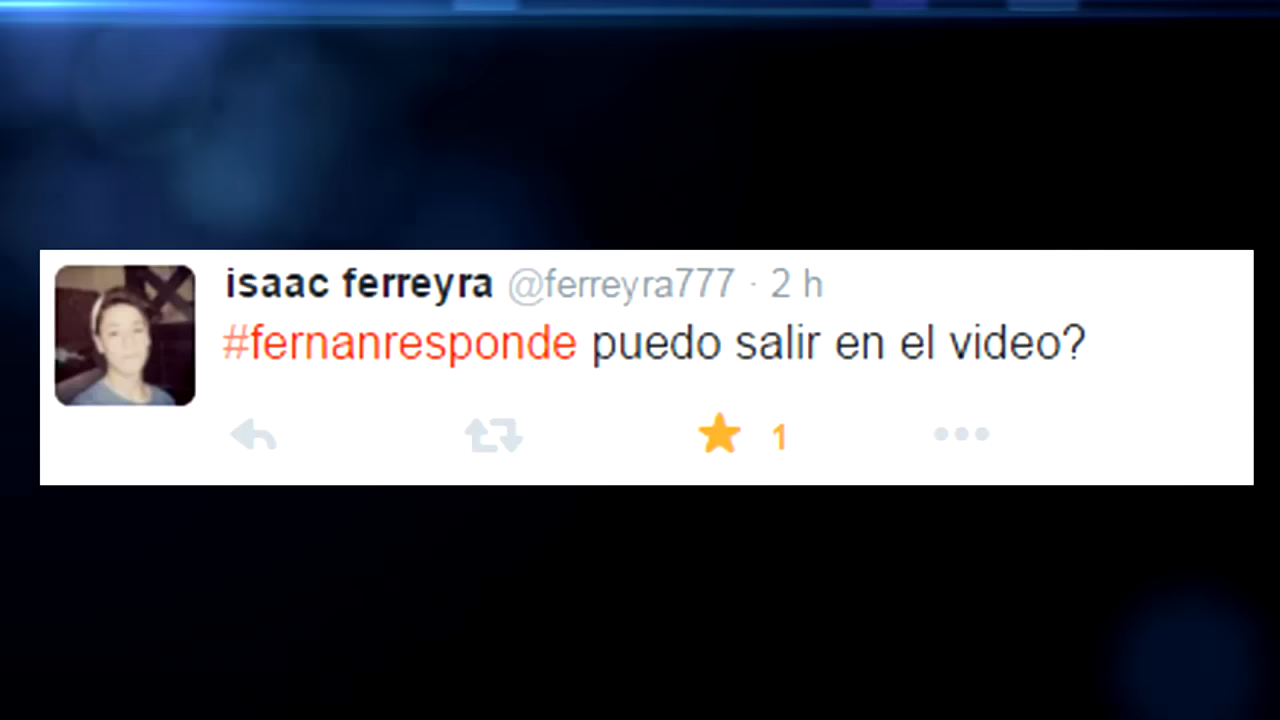 isaac ferreyra @ferreyra777 · 2 h
#fernanresponde puedo salir en el video?
1